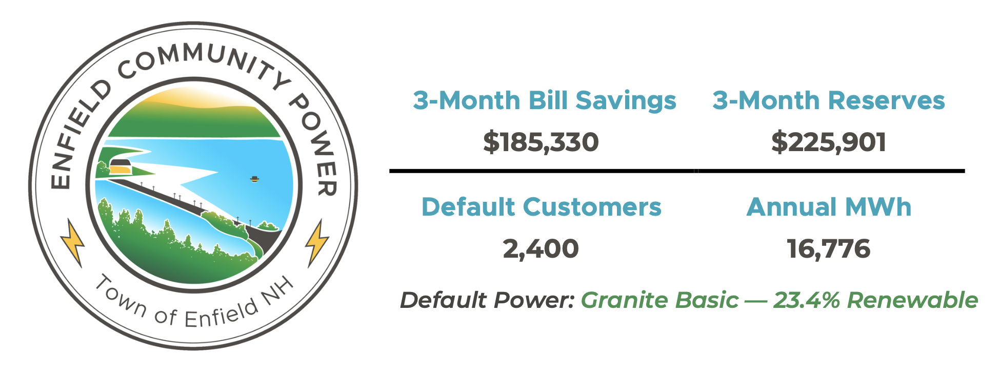 ENFIELD COMMUNITY POWER
Town of Enfield NH
3-Month Bill Savings 3-Month Reserves
$185,330 $225,901
Default Customers Annual MWh
2,400 16,776
Default Power: Granite Basic — 23.4% Renewable